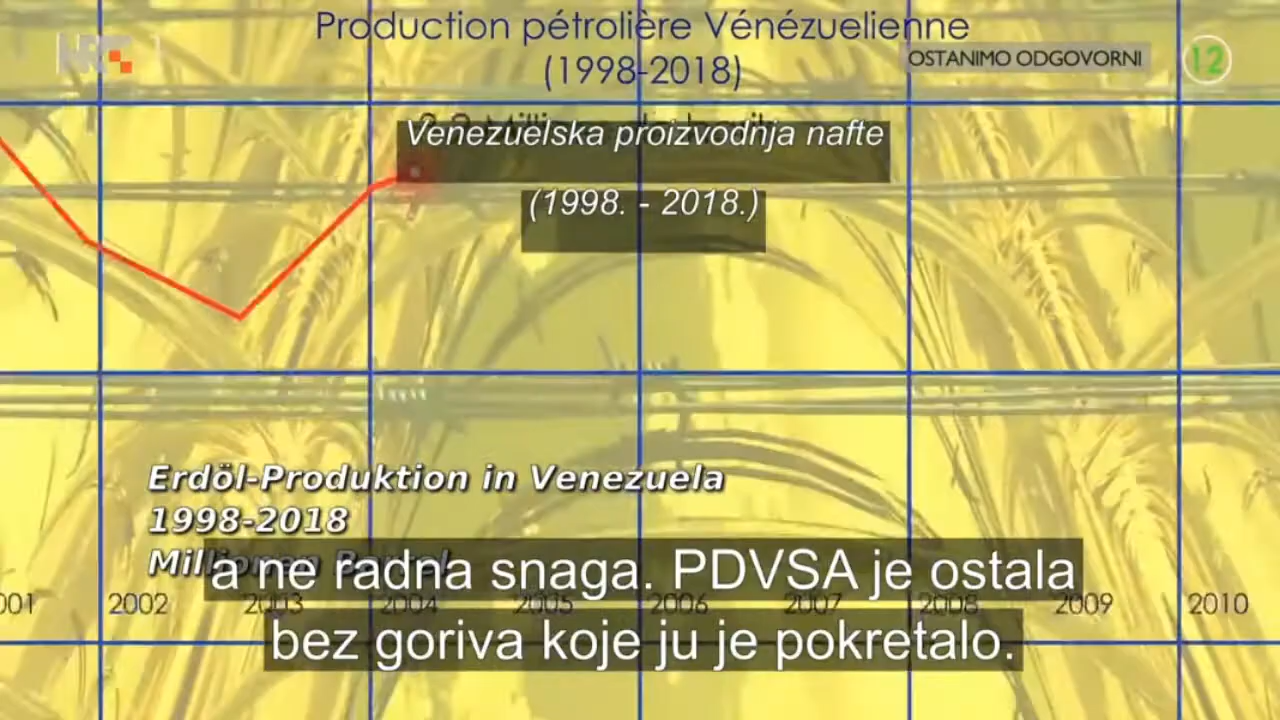 Production pétrolière Vénézuelienne
HRT
(1998-2018)
OSTANIMO ODGOVORNI
12
Venezuelska proizvodnja nafte
(1998. - 2018.)
Erdöl-Produktion in Venezuela
1998-2018
a ne radna snaga. PDVSA je ostala
2002 2003 2004 2005 2006 2007 2008 2009 2010
bez goriva koje ju je pokretalo.